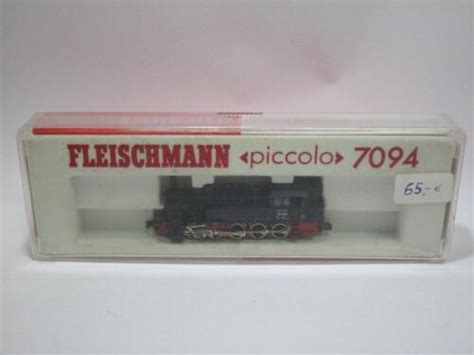 FLEISCHMANN «piccolo» 7094
65,-€